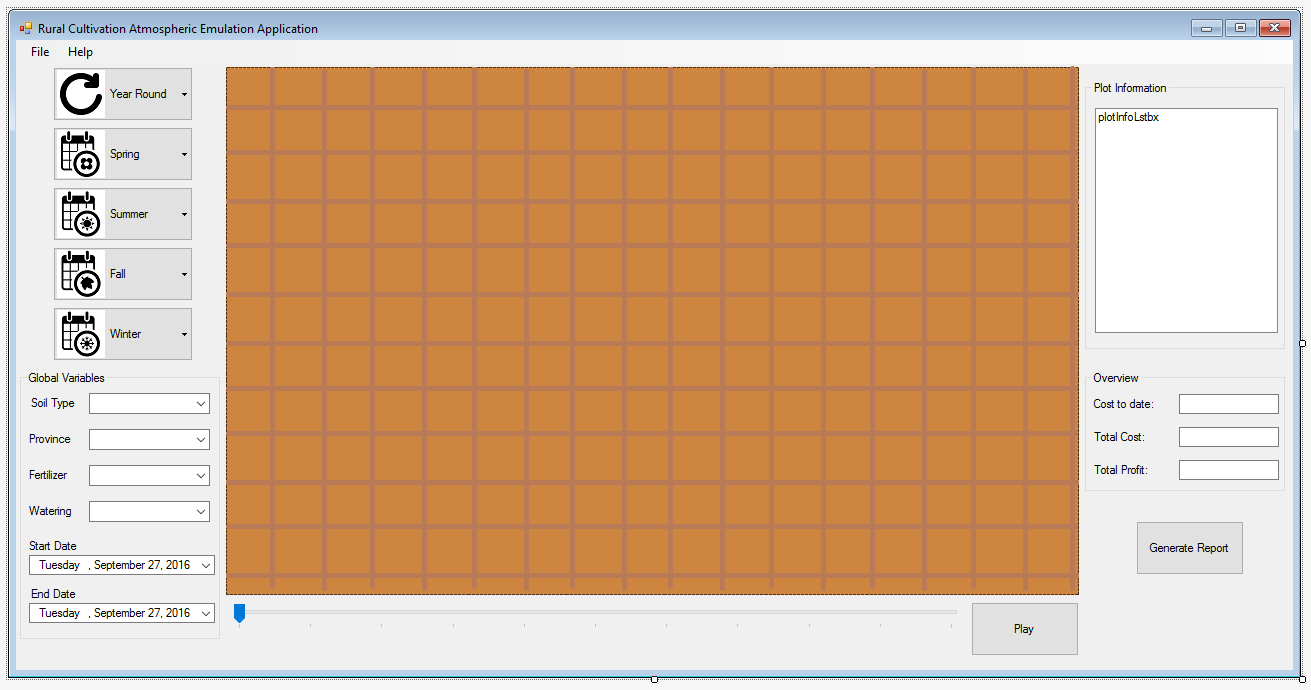 Rural Cultivation Atmospheric Emulation Application
File Help
Year Round
Spring
Summer
Fall
Winter
Global Variables
Soil Type
Province
Fertilizer
Watering
Start Date
Tuesday , September 27, 2016
End Date
Tuesday , September 27, 2016
Play
Plot Information
plotInfoLstbx
Overview
Cost to date:
Total Cost:
Total Profit:
Generate Report